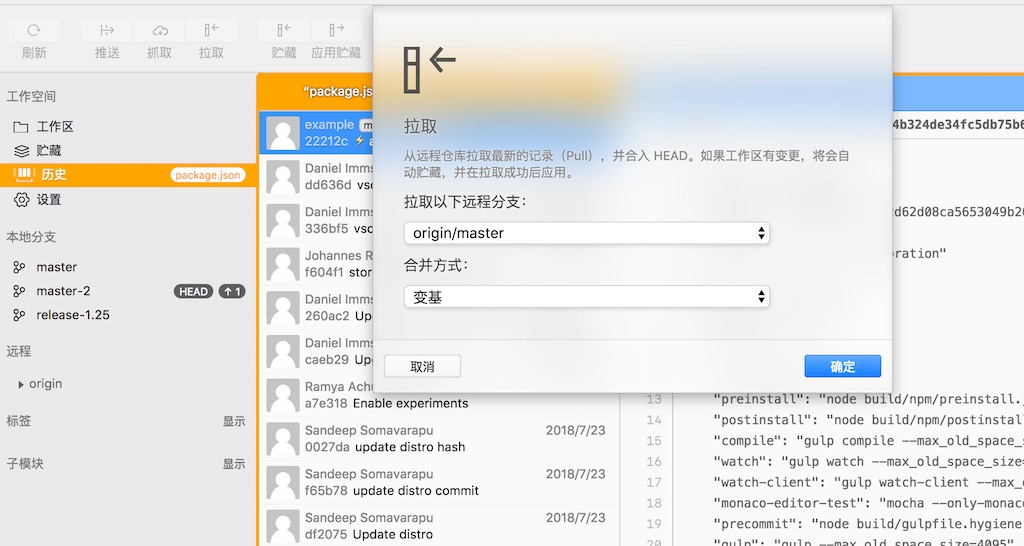 刷新
推送
抓取
拉取
贮藏
应用贮藏
工作空间
工作区
贮藏
历史
package.json
设置
本地分支
master
master-2
HEAD
↑ 1
release-1.25
远程
origin
标签
显示
子模块
显示
"package.js
example
22212c
Daniel Imms
dd636d vsc
Daniel Imms
336bf5 vsc
Johannes R
f604f1 stor
Daniel Imms
260ac2 Up
Daniel Imms
caeb29 Up
Ramya Achu
a7e318 Enable experiments
Sandeep Somavarapu
2018/7/23
0027da update distro hash
Sandeep Somavarapu
2018/7/23
f65b78 update distro commit
Sandeep Somavarapu
2018/7/23
df2075 Update distro
拉取
从远程仓库拉取最新的记录（Pull），并合入 HEAD。如果工作区有变更，将会自
动贮藏，并在拉取成功后应用。
拉取以下远程分支：
origin/master
合并方式：
变基
取消
确定
4b324de34fc5db75b6
d62d08ca5653049b20
ration"
13 "preinstall": "node build/npm/preinstall.j
14 "postinstall": "node build/npm/postinstall
15 "compile": "gulp compile --max_old_space_s
16 "watch": "gulp watch --max_old_space_size=
17 "watch-client": "gulp watch-client --max_o
18 "monaco-editor-test": "mocha --only-monaco
19 "precommit": "node build/gulpfile.hygiene
20 "gulp": "gulp --max_old_space_size=4095"